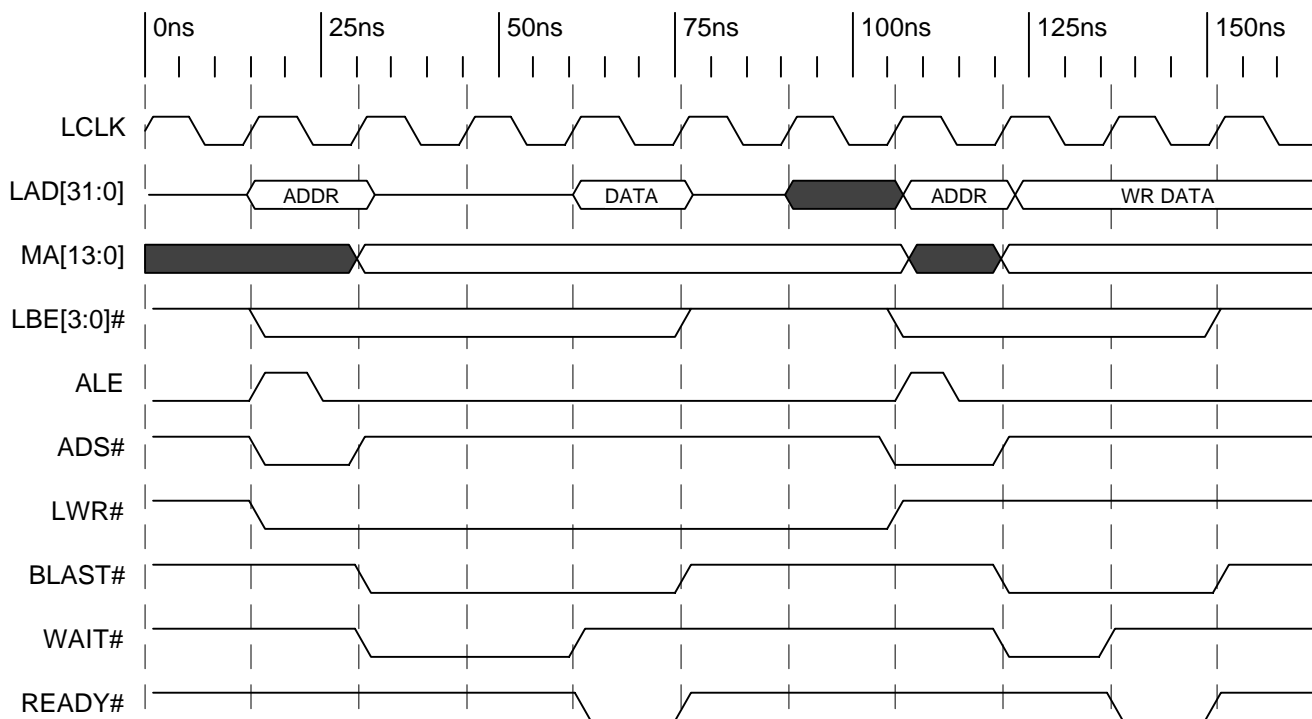 0ns 25ns 50ns 75ns 100ns 125ns 150ns
LCLK
LAD[31:0] ADDR DATA ADDR WR DATA
MA[13:0]
LBE[3:0]#
ALE
ADS#
LWR#
BLAST#
WAIT#
READY#